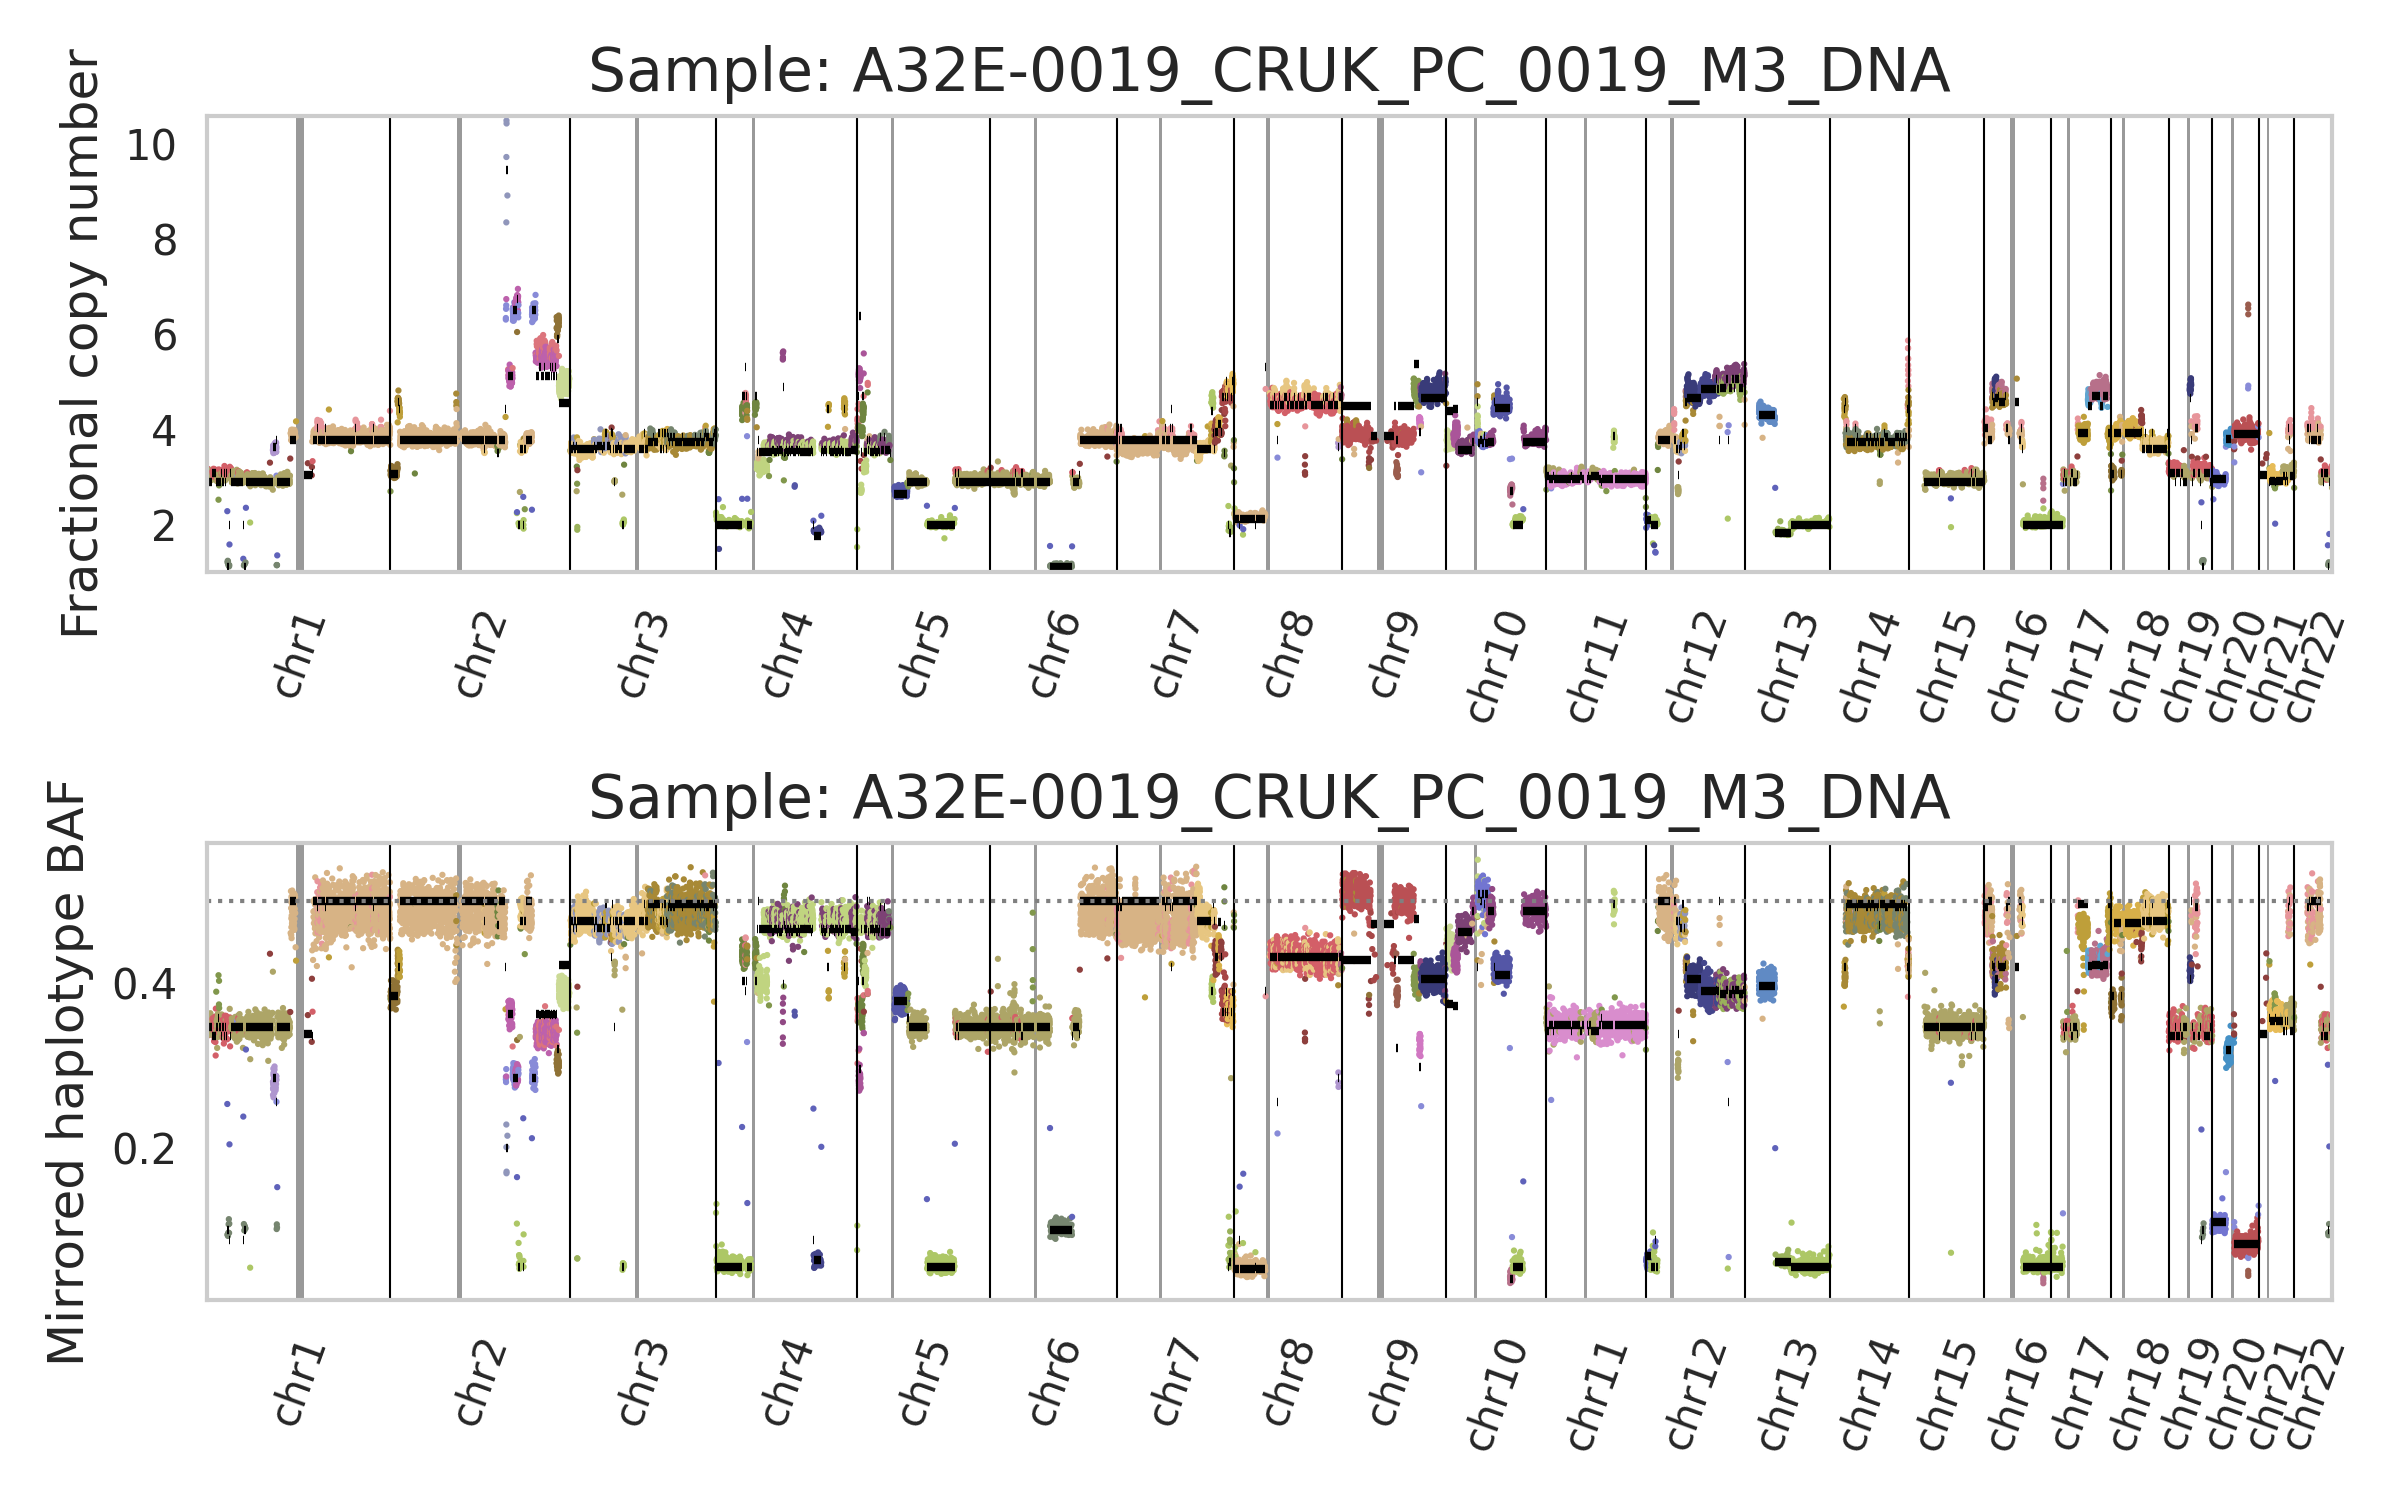 Sample: A32E-0019_CRUK_PC_0019_M3_DNA
Fractional copy number
10
8
6
4
2
chr1
chr2
chr3
chr4
chr5
chr6
chr7
chr8
chr9
chr10
chr11
chr12
chr13
chr14
chr15
chr16
chr17
chr18
chr19
chr20
chr21
chr22
Sample: A32E-0019_CRUK_PC_0019_M3_DNA
Mirrored haplotype BAF
0.4
0.2
chr1
chr2
chr3
chr4
chr5
chr6
chr7
chr8
chr9
chr10
chr11
chr12
chr13
chr14
chr15
chr16
chr17
chr18
chr19
chr20
chr21
chr22